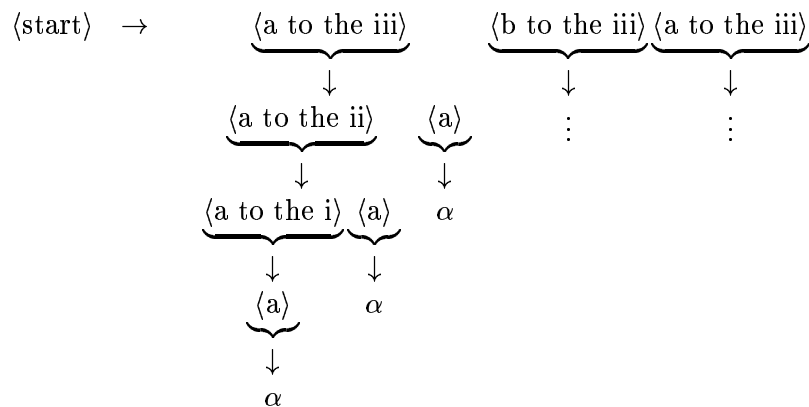 ⟨start⟩ → ⟨a to the iii⟩ ⟨b to the iii⟩ ⟨a to the iii⟩
↓ ↓ ↓
⟨a to the ii⟩ ⟨a⟩ ⋮ ⋮
↓ ↓
⟨a to the i⟩ ⟨a⟩ α
↓ ↓
⟨a⟩ α
↓
α